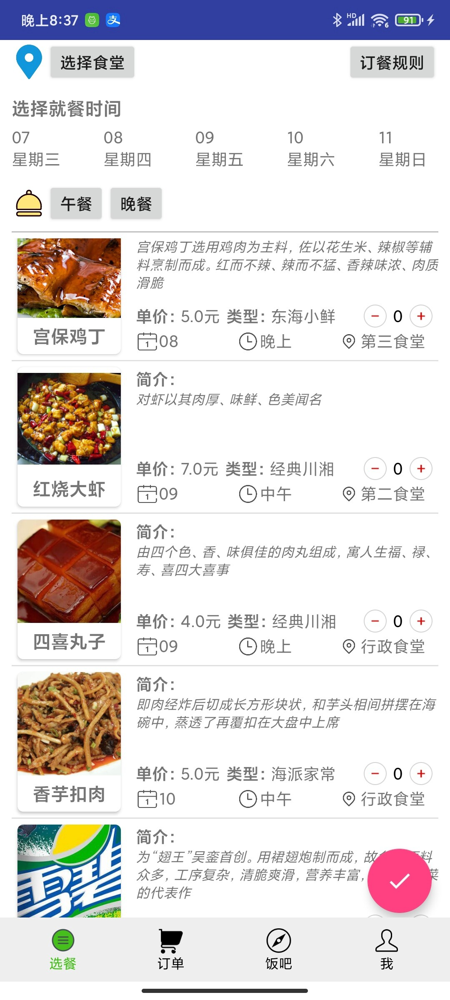 晚上8:37
HD
6
91
选择食堂
订餐规则
选择就餐时间
07 08 09 10 11
星期三 星期四 星期五 星期六 星期日
午餐 晚餐
宫保鸡丁选用鸡肉为主料，佐以花生米、辣椒等辅
料烹制而成。红而不辣、辣而不猛、香辣味浓、肉质
滑脆
单价：5.0元 类型：东海小鲜 − 0 +
宫保鸡丁
1 08 晚上 第三食堂
简介：
对虾以其肉厚、味鲜、色美闻名
单价：7.0元 类型：经典川湘 − 0 +
红烧大虾
1 09 中午 第二食堂
简介：
由四个色、香、味俱佳的肉丸组成，寓人生福、禄、
寿、喜四大喜事
单价：4.0元 类型：经典川湘 − 0 +
四喜丸子
1 09 晚上 行政食堂
简介：
即肉经炸后切成长方形块状，和芋头相间拼摆在海
碗中，蒸透了再覆扣在大盘中上席
单价：5.0元 类型：海派家常 − 0 +
香芋扣肉
1 10 中午 行政食堂
雪碧
简介：
为“翅王”吴銮首创。用裙翅炮制而成，故 料
众多，工序复杂，清脆爽滑，营养丰富， 菜
的代表作
选餐 订单 饭吧 我